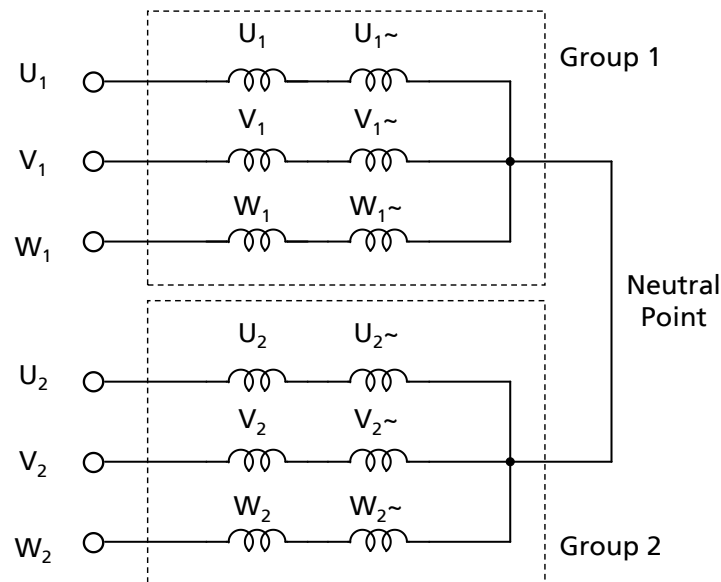 U₁ U₁~
Group 1
U₁
V₁ V₁~
V₁
W₁ W₁~
W₁
Neutral
Point
U₂ U₂~
U₂
V₂ V₂~
V₂
W₂ W₂~
W₂
Group 2